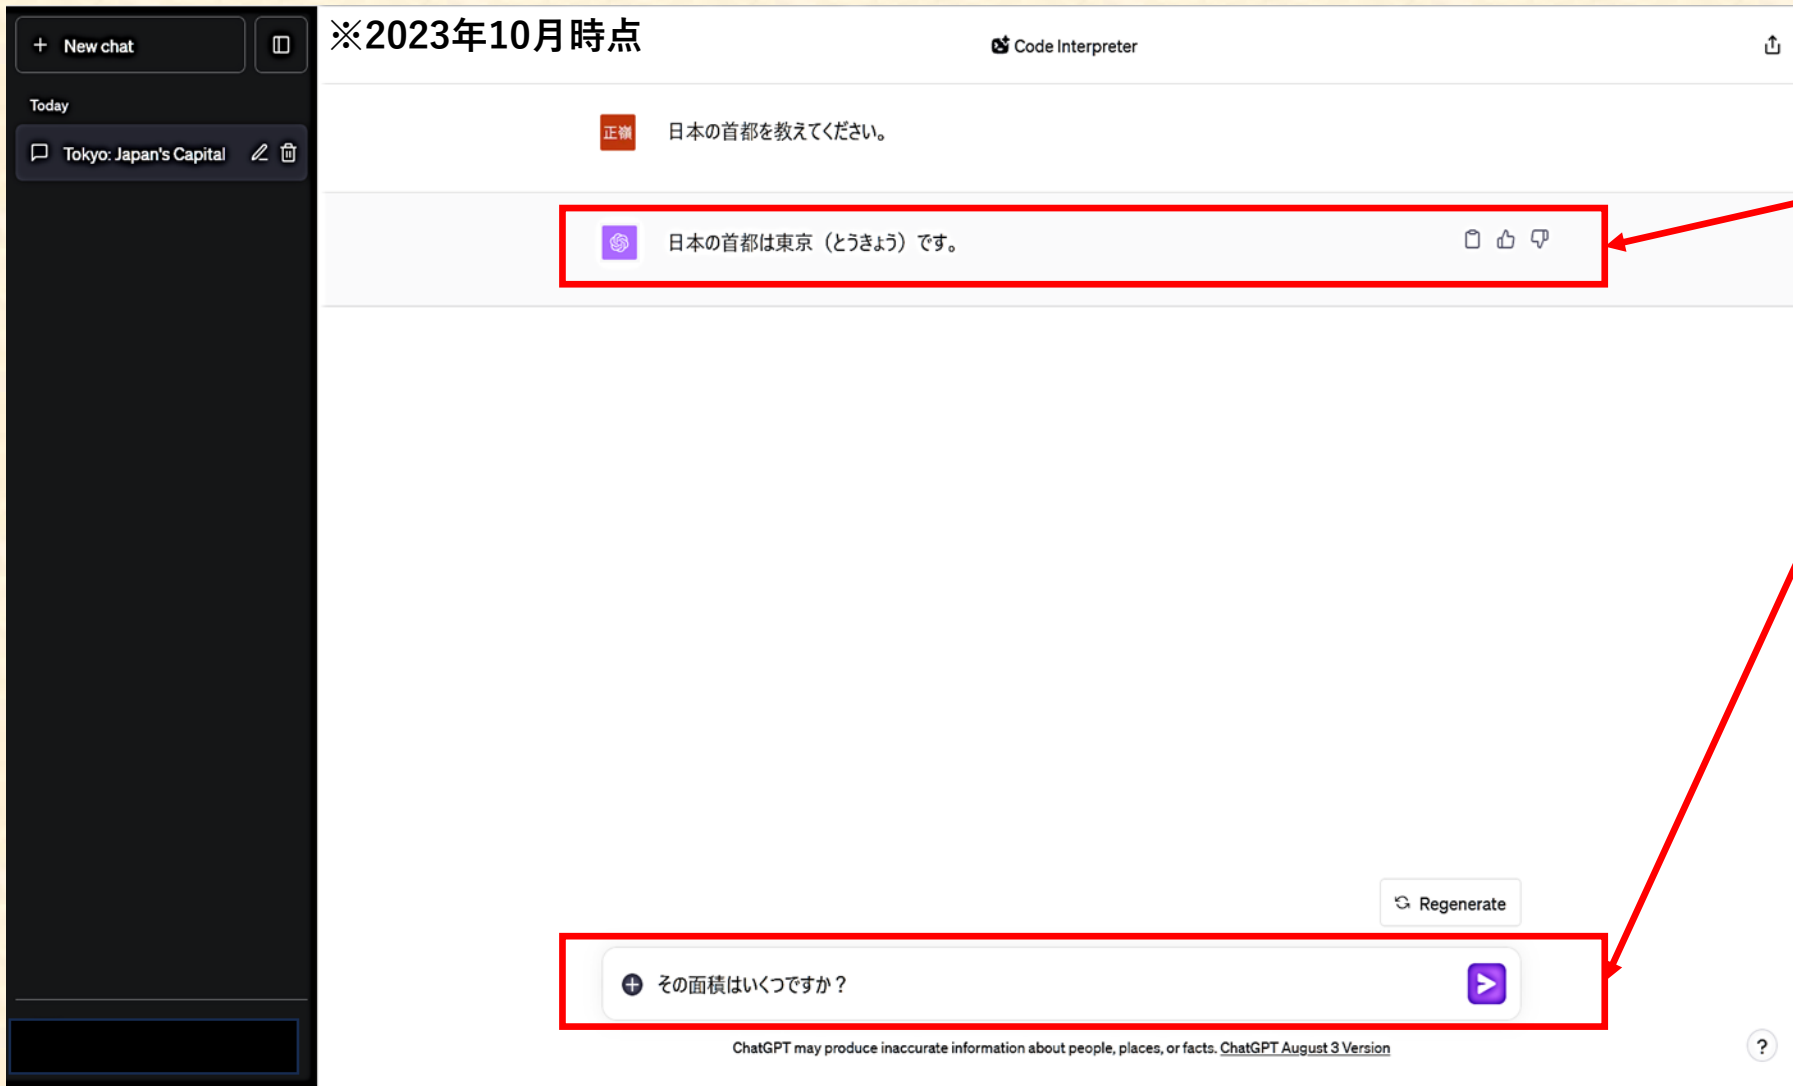 New chat
※2023年10月時点
Code Interpreter
Today
Tokyo: Japan's Capital
正嶺
日本の首都を教えてください。
日本の首都は東京（とうきょう）です。
Regenerate
その面積はいくつですか？
ChatGPT may produce inaccurate information about people, places, or facts. ChatGPT August 3 Version
?